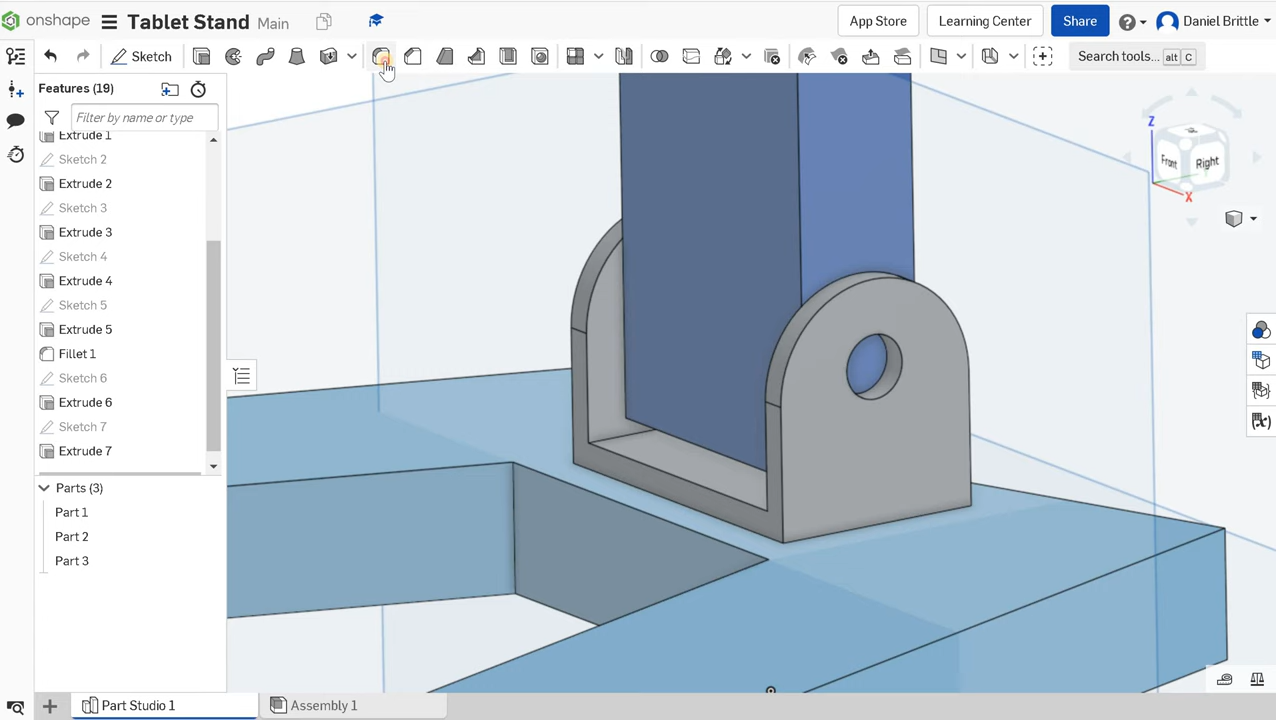 onshape Tablet Stand Main App Store Learning Center Share Daniel Brittle
Sketch Search tools... alt C
Features (19)
Filter by name or type
Extrude 1
Sketch 2
Extrude 2
Sketch 3
Extrude 3
Sketch 4
Extrude 4
Sketch 5
Extrude 5
Fillet 1
Sketch 6
Extrude 6
Sketch 7
Extrude 7
Parts (3)
Part 1
Part 2
Part 3
Z
Front Right
X
(x)
Part Studio 1 Assembly 1